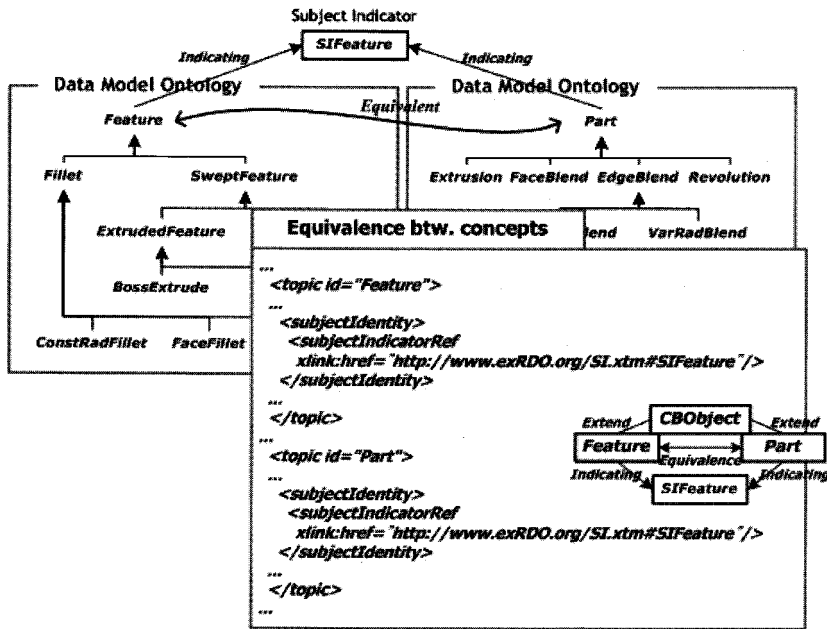 Subject Indicator
SIFeature
Indicating
Indicating
Data Model Ontology
Data Model Ontology
Equivalent
Feature
Part
Fillet
SweptFeature
Extrusion FaceBlend EdgeBlend Revolution
ExtrudedFeature
lend
VarRadBlend
BossExtrude
ConstRadFillet
FaceFillet
Equivalence btw. concepts
...
<topic id="Feature">
...
<subjectIdentity>
<subjectIndicatorRef
xlink:href="http://www.exRDO.org/SI.xtm#SIFeature"/>
</subjectIdentity>
...
</topic>
...
<topic id="Part">
...
<subjectIdentity>
<subjectIndicatorRef
xlink:href="http://www.exRDO.org/SI.xtm#SIFeature"/>
</subjectIdentity>
...
</topic>
...
Extend
CBObject
Extend
Feature
Equivalence
Part
Indicating
SIFeature
Indicating